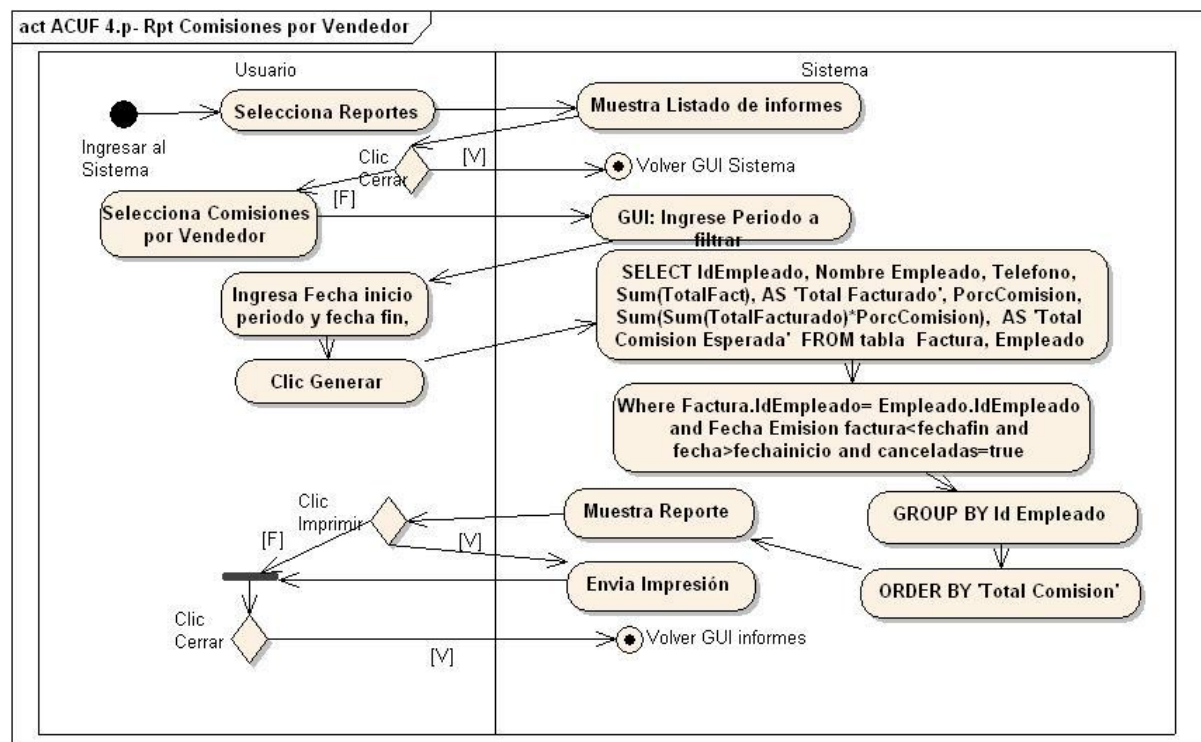 act ACUF 4.p- Rpt Comisiones por Vendedor
Usuario
Sistema
Selecciona Reportes
Muestra Listado de informes
Ingresar al
Sistema
Clic
Cerrar
[V]
Volver GUI Sistema
[F]
Selecciona Comisiones
por Vendedor
GUI: Ingrese Periodo a
filtrar
Ingresa Fecha inicio
periodo y fecha fin,
SELECT IdEmpleado, Nombre Empleado, Telefono,
Sum(TotalFact), AS 'Total Facturado', PorcComision,
Sum(Sum(TotalFacturado)*PorcComision), AS 'Total
Comision Esperada' FROM tabla Factura, Empleado
Clic Generar
Where Factura.IdEmpleado= Empleado.IdEmpleado
and Fecha Emision factura<fechafin and
fecha>fechainicio and canceladas=true
GROUP BY Id Empleado
ORDER BY 'Total Comision'
Muestra Reporte
Clic
Imprimir
[F]
[V]
Envia Impresión
Clic
Cerrar
[V]
Volver GUI informes